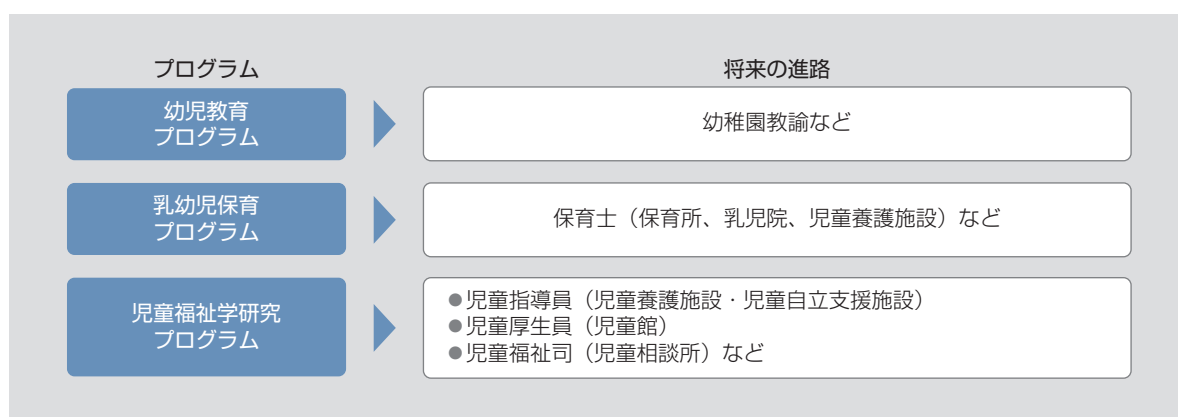 プログラム
将来の進路
幼児教育
プログラム
幼稚園教諭など
乳幼児保育
プログラム
保育士（保育所、乳児院、児童養護施設）など
児童福祉学研究
プログラム
●児童指導員（児童養護施設・児童自立支援施設）
●児童厚生員（児童館）
●児童福祉司（児童相談所）など